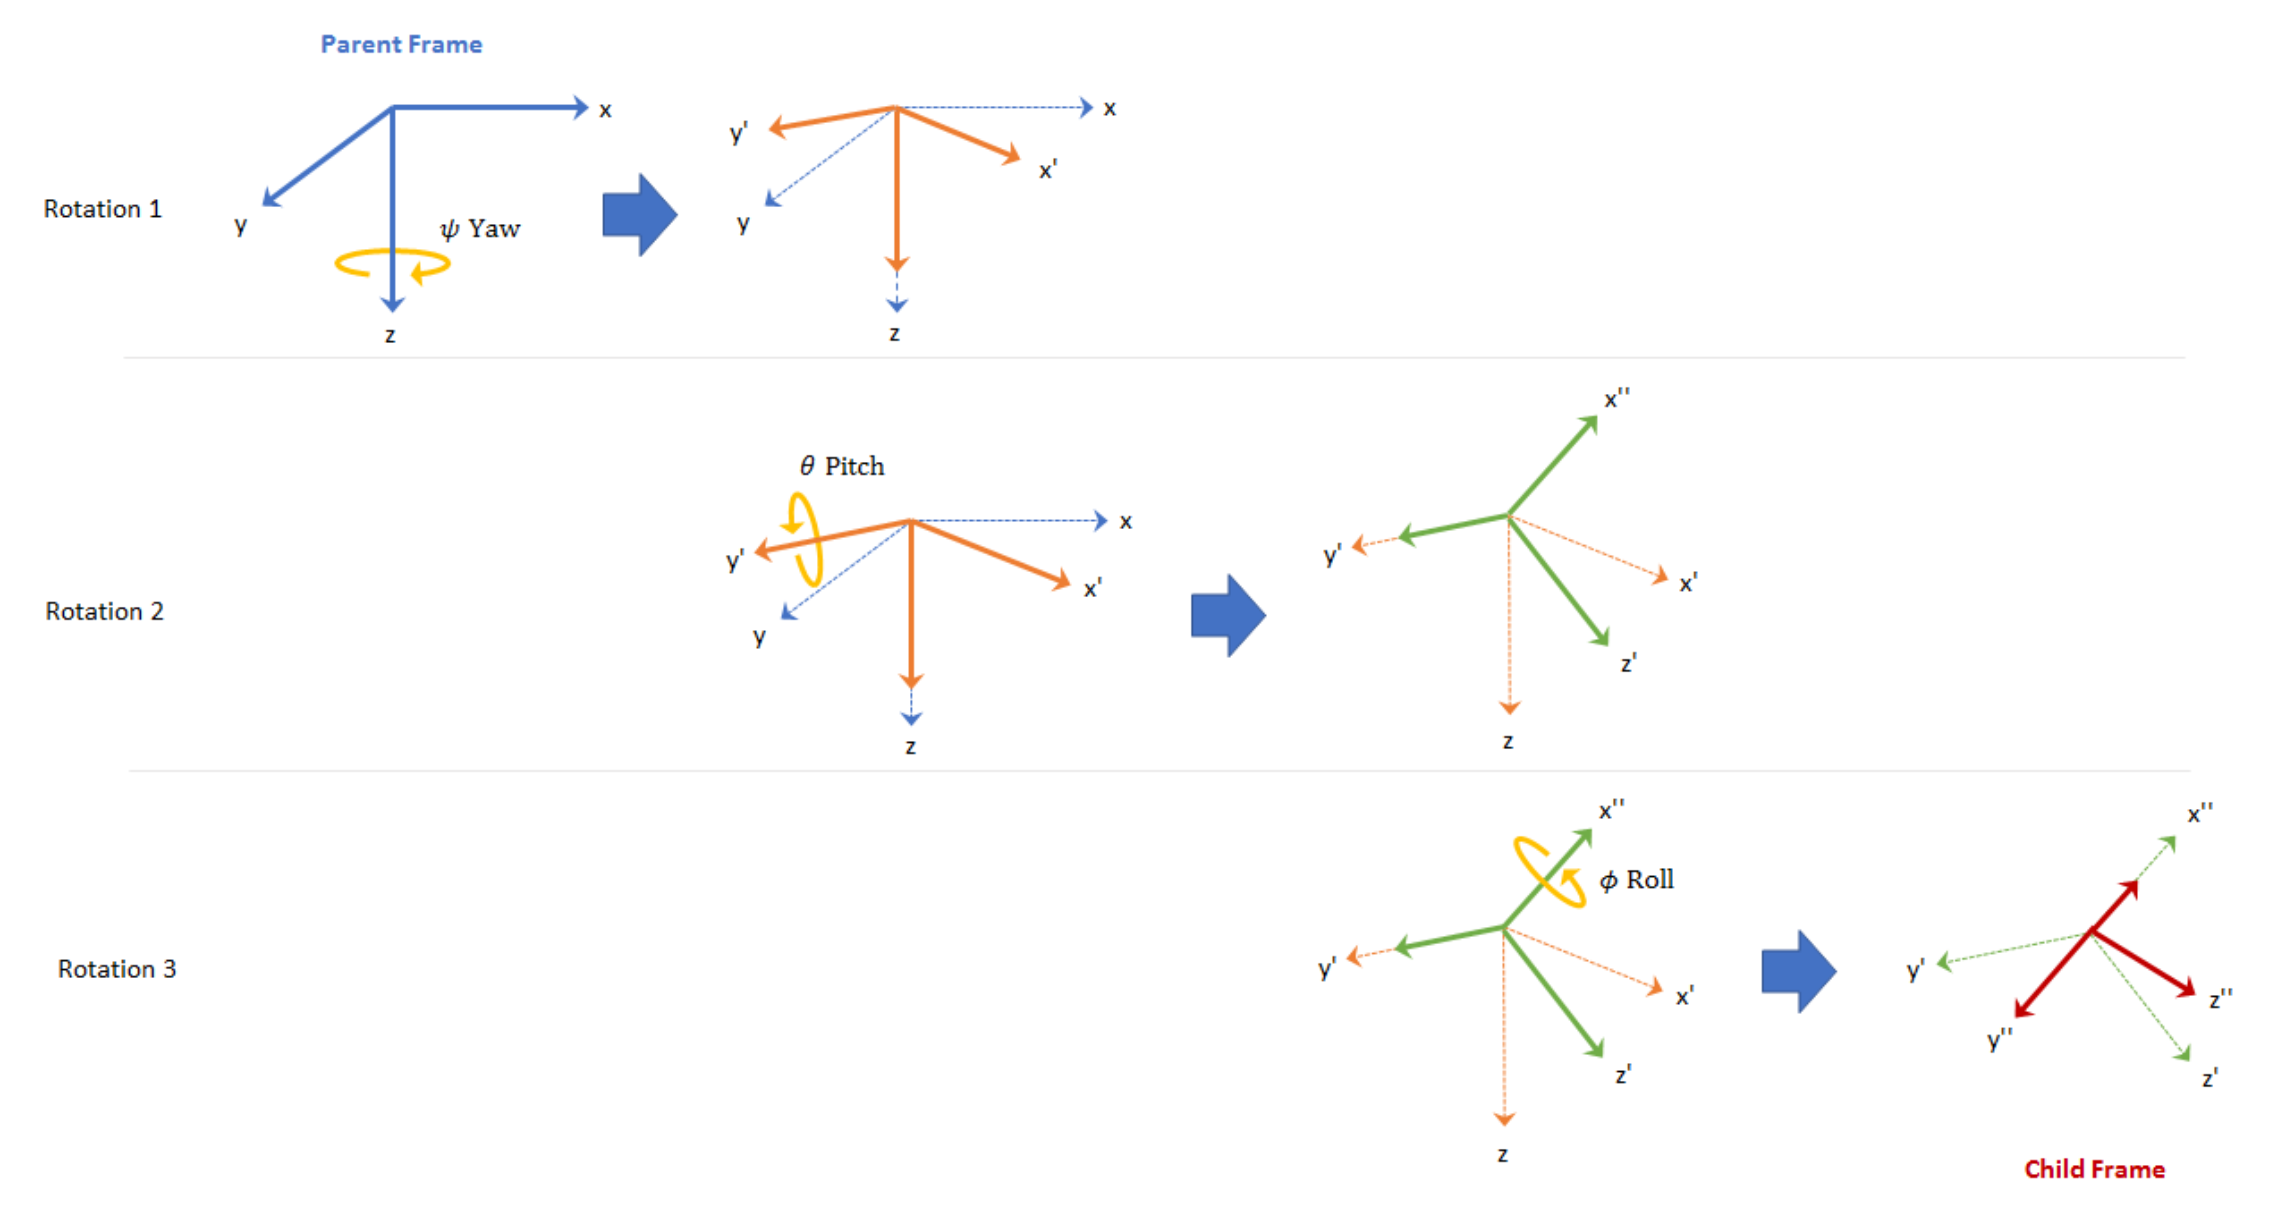 Parent Frame
x
y
z
ψ Yaw
Rotation 1
y'
x
x'
y
z
θ Pitch
y'
x
x'
y
z
Rotation 2
x''
y'
x'
z'
z
x''
ϕ Roll
y'
x'
z'
z
Rotation 3
x''
y'
z''
y''
z'
Child Frame